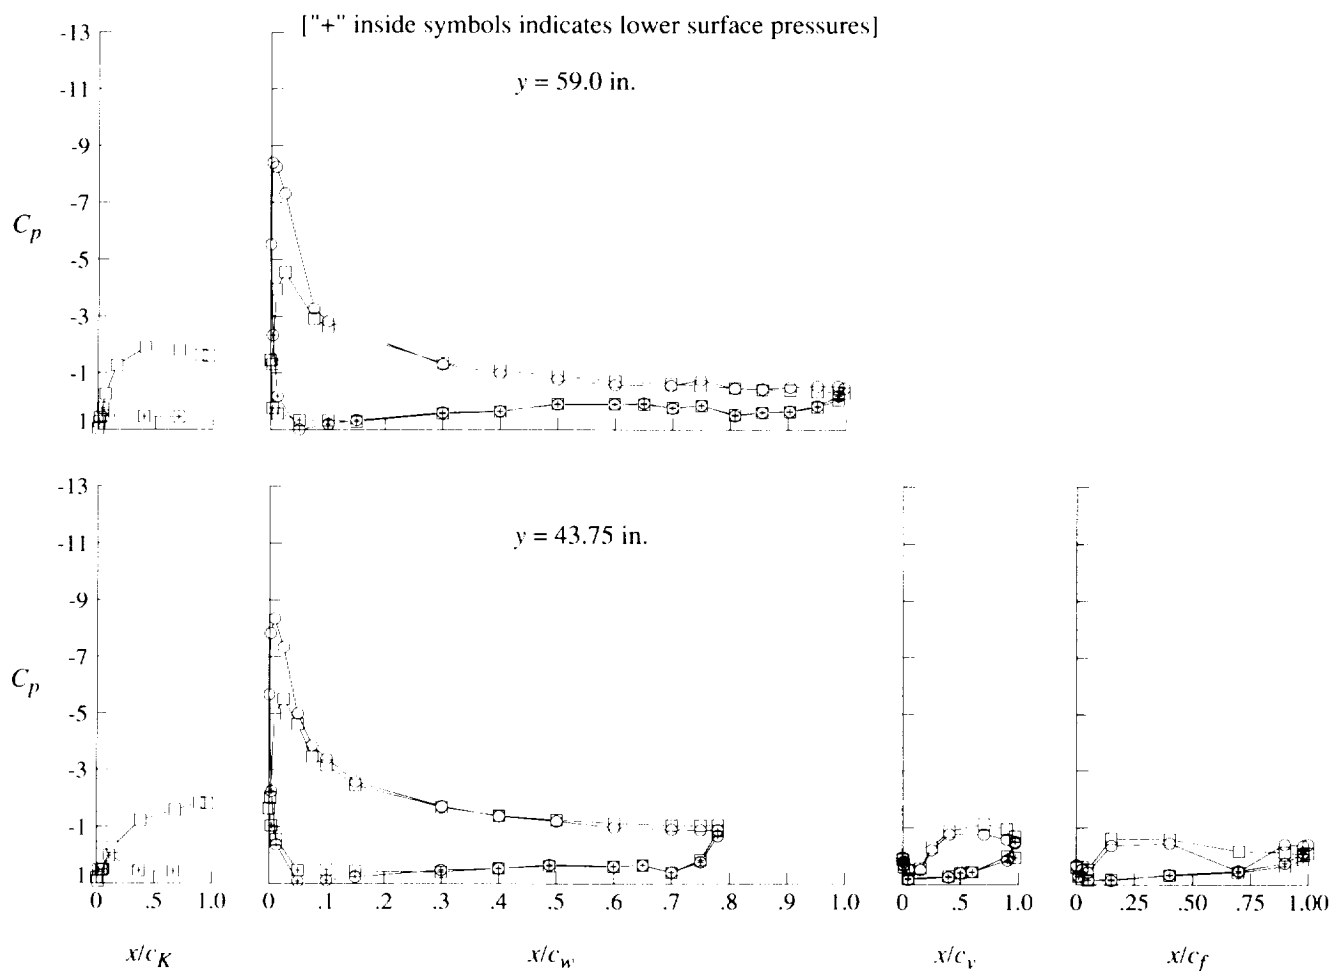 ["+" inside symbols indicates lower surface pressures]
y = 59.0 in.
-13
-11
-9
-7
-5
-3
-1
1
C_p
y = 43.75 in.
-13
-11
-9
-7
-5
-3
-1
1
C_p
0 .5 1.0
0 .1 .2 .3 .4 .5 .6 .7 .8 .9 1.0
0 .5 1.0
0 .25 .50 .75 1.00
x/c_K
x/c_w
x/c_v
x/c_f